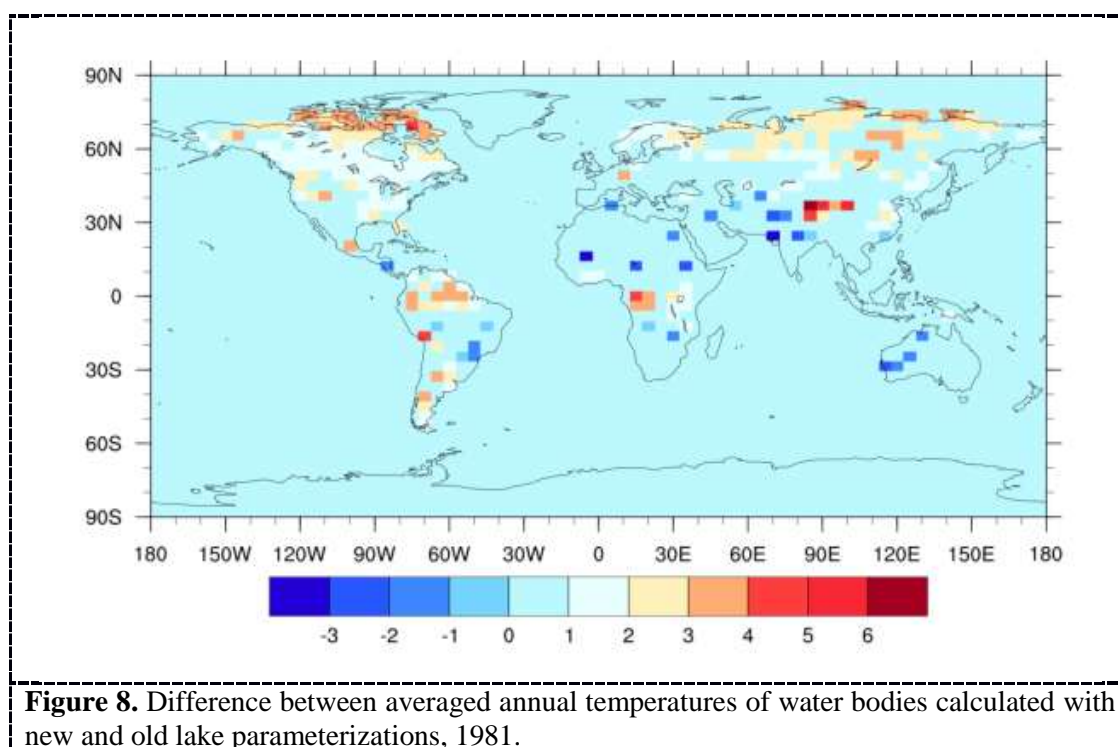 90N
60N
30N
0
30S
60S
90S
180 150W 120W 90W 60W 30W 0 30E 60E 90E 120E 150E 180
-3 -2 -1 0 1 2 3 4 5 6
Figure 8. Difference between averaged annual temperatures of water bodies calculated with
new and old lake parameterizations, 1981.